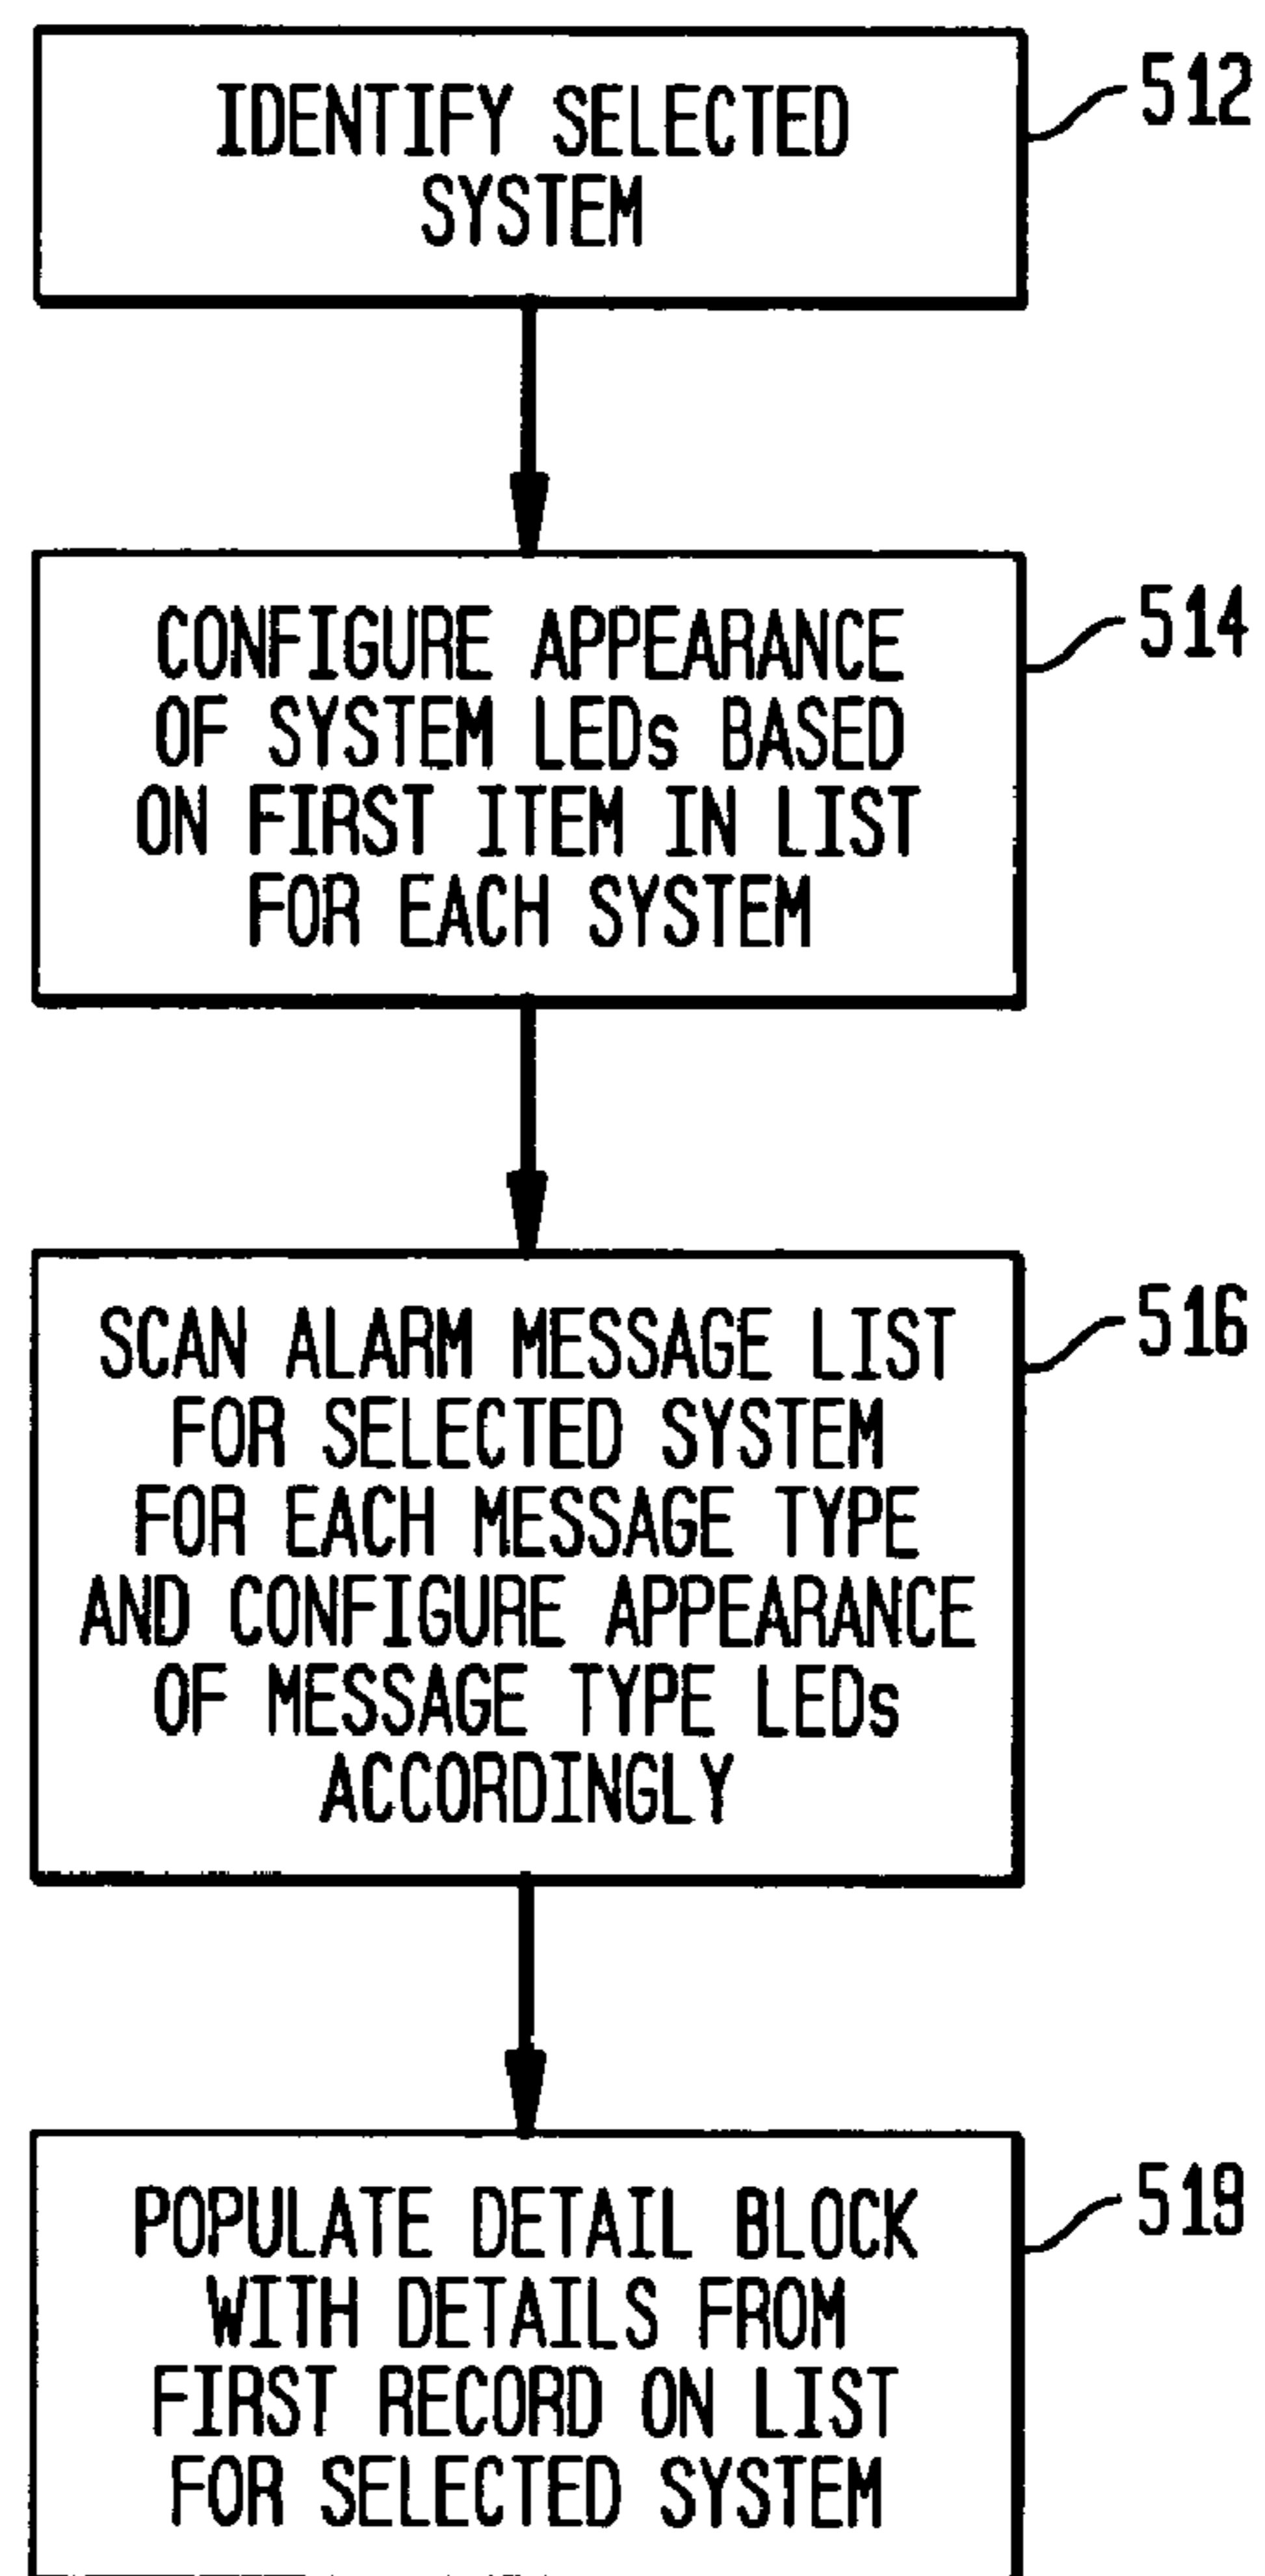 IDENTIFY SELECTED
SYSTEM
512
CONFIGURE APPEARANCE
OF SYSTEM LEDs BASED
ON FIRST ITEM IN LIST
FOR EACH SYSTEM
514
SCAN ALARM MESSAGE LIST
FOR SELECTED SYSTEM
FOR EACH MESSAGE TYPE
AND CONFIGURE APPEARANCE
OF MESSAGE TYPE LEDs
ACCORDINGLY
516
POPULATE DETAIL BLOCK
WITH DETAILS FROM
FIRST RECORD ON LIST
FOR SELECTED SYSTEM
518